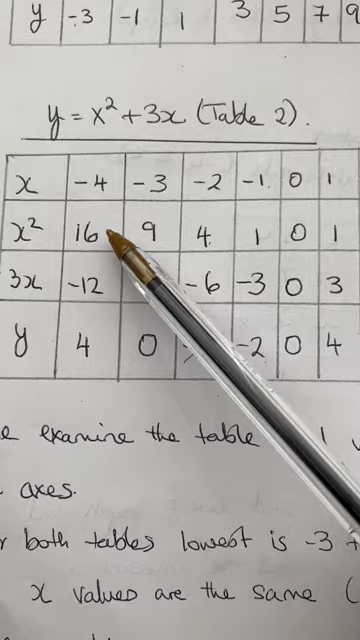 y -3 -1 1 3 5 7 9
y = x² + 3x (Table 2).
x -4 -3 -2 -1 0 1
x² 16 9 4 1 0 1
3x -12 -6 -3 0 3
y 4 0 -2 0 4
examine the table
axes.
both tables lowest is -3
x values are the same (